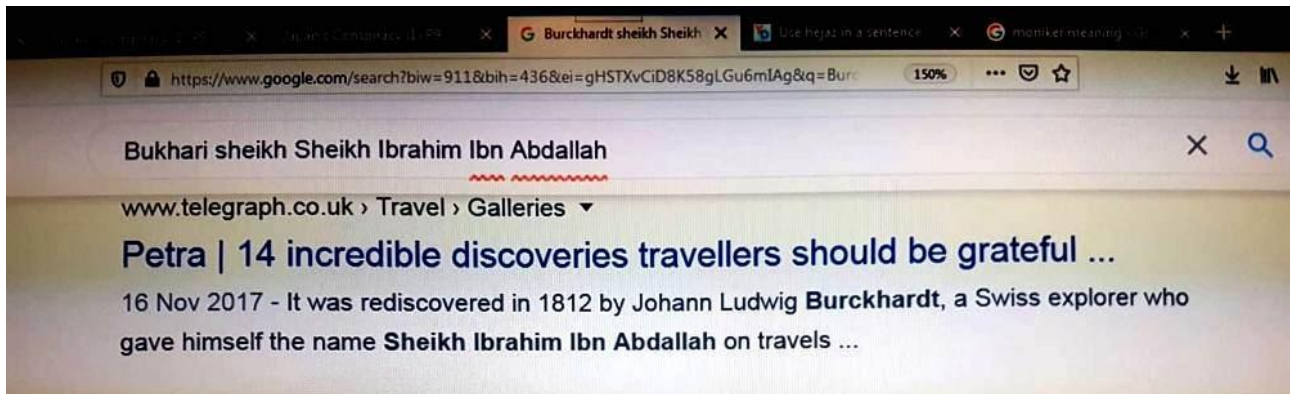 Burckhardt sheikh Sheikh
Use hejaz in a sentence
moniker meaning
https://www.google.com/search?biw=911&bih=436&ei=gHSTXvCiD8K58gLGu6mIAg&q=Burc
150%
Bukhari sheikh Sheikh Ibrahim Ibn Abdallah
www.telegraph.co.uk › Travel › Galleries
Petra | 14 incredible discoveries travellers should be grateful ...
16 Nov 2017 - It was rediscovered in 1812 by Johann Ludwig Burckhardt, a Swiss explorer who
gave himself the name Sheikh Ibrahim Ibn Abdallah on travels ...